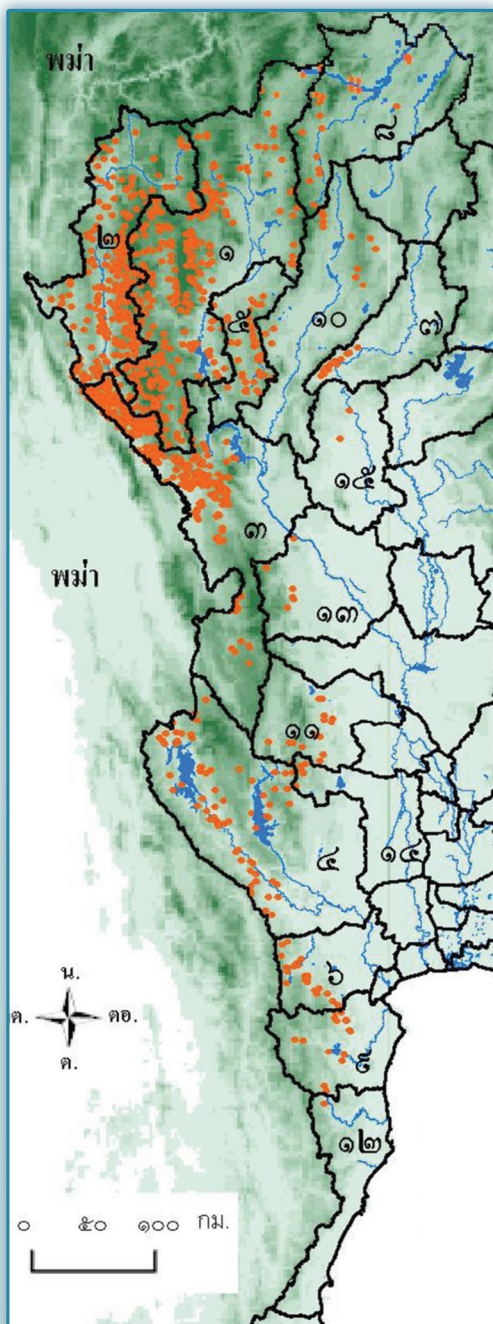 พม่า
๘
๒
๑
๕
๑๐
๗
๑๕
๓
พม่า
๑๓
๑๑
๔
๑๔
๖
๙
๑๒
น.
ต. ตอ.
ต.
๐ ๕๐ ๑๐๐ กม.